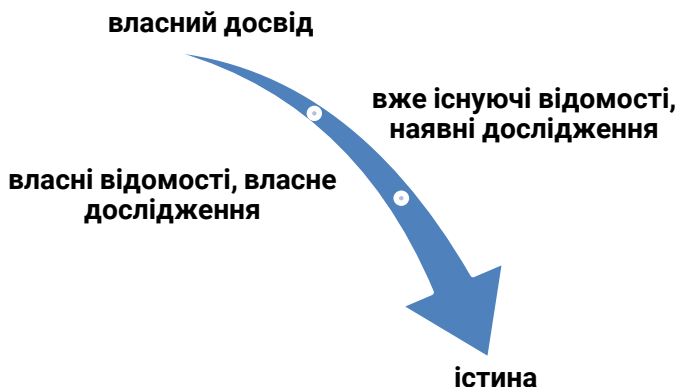 власний досвід
вже існуючі відомості,
наявні дослідження
власні відомості, власне
дослідження
істина